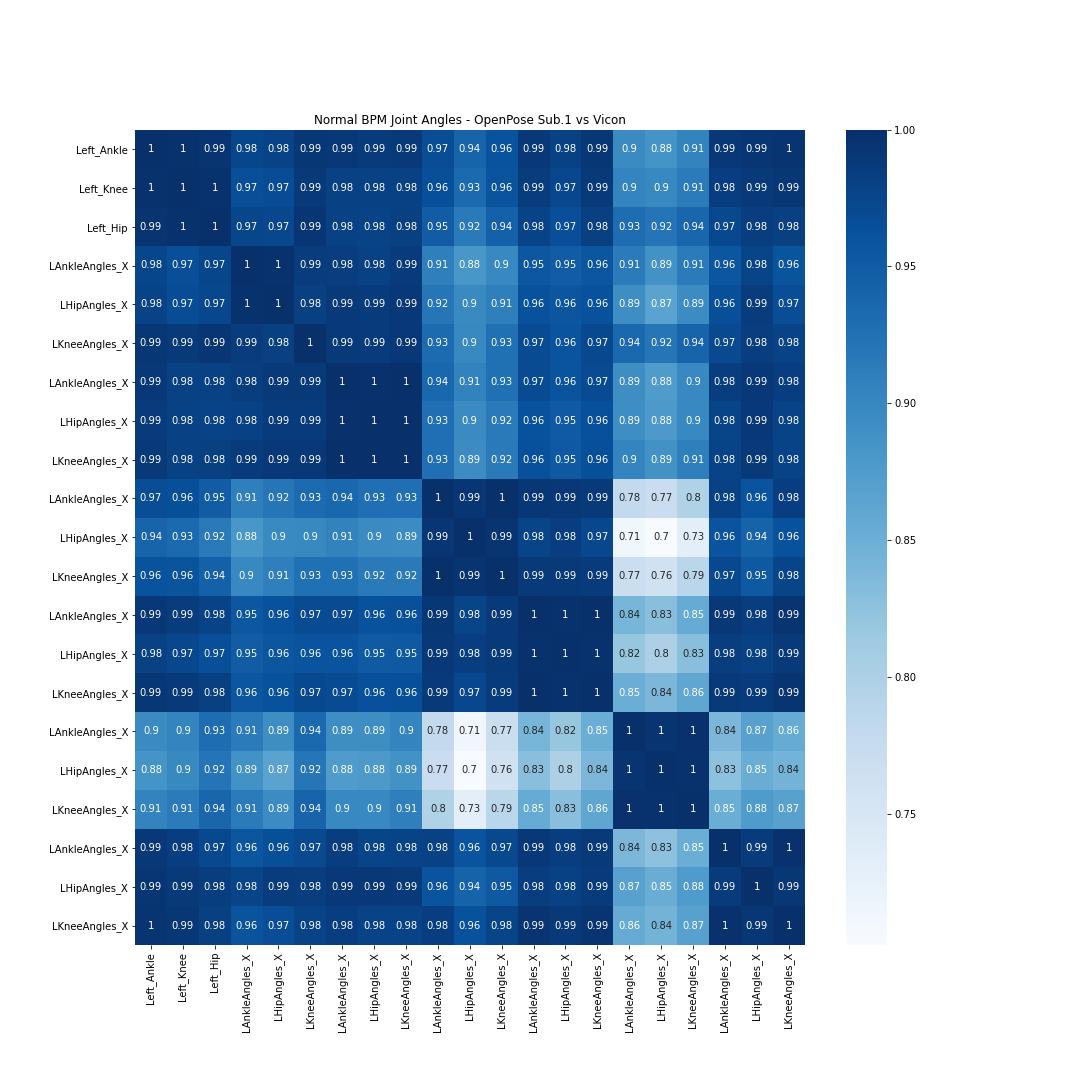 Normal BPM Joint Angles - OpenPose Sub.1 vs Vicon
Left_Ankle 1 1 0.99 0.98 0.98 0.99 0.99 0.99 0.99 0.97 0.94 0.96 0.99 0.98 0.99 0.9 0.88 0.91 0.99 0.99 1
Left_Knee 1 1 1 0.97 0.97 0.99 0.98 0.98 0.98 0.96 0.93 0.96 0.99 0.97 0.99 0.9 0.9 0.91 0.98 0.99 0.99
Left_Hip 0.99 1 1 0.97 0.97 0.99 0.98 0.98 0.98 0.95 0.92 0.94 0.98 0.97 0.98 0.93 0.92 0.94 0.97 0.98 0.98
LAnkleAngles_X 0.98 0.97 0.97 1 1 0.99 0.98 0.98 0.99 0.91 0.88 0.9 0.95 0.95 0.96 0.91 0.89 0.91 0.96 0.98 0.96
LHipAngles_X 0.98 0.97 0.97 1 1 0.98 0.99 0.99 0.99 0.92 0.9 0.91 0.96 0.96 0.96 0.89 0.87 0.89 0.96 0.99 0.97
LKneeAngles_X 0.99 0.99 0.99 0.99 0.98 1 0.99 0.99 0.99 0.93 0.9 0.93 0.97 0.96 0.97 0.94 0.92 0.94 0.97 0.98 0.98
LAnkleAngles_X 0.99 0.98 0.98 0.98 0.99 0.99 1 1 1 0.94 0.91 0.93 0.97 0.96 0.97 0.89 0.88 0.9 0.98 0.99 0.98
LHipAngles_X 0.99 0.98 0.98 0.98 0.99 0.99 1 1 1 0.93 0.9 0.92 0.96 0.95 0.96 0.89 0.88 0.9 0.98 0.99 0.98
LKneeAngles_X 0.99 0.98 0.98 0.99 0.99 0.99 1 1 1 0.93 0.89 0.92 0.96 0.95 0.96 0.9 0.89 0.91 0.98 0.99 0.98
LAnkleAngles_X 0.97 0.96 0.95 0.91 0.92 0.93 0.94 0.93 0.93 1 0.99 1 0.99 0.99 0.99 0.78 0.77 0.8 0.98 0.96 0.98
LHipAngles_X 0.94 0.93 0.92 0.88 0.9 0.9 0.91 0.9 0.89 0.99 1 0.99 0.98 0.98 0.97 0.71 0.7 0.73 0.96 0.94 0.96
LKneeAngles_X 0.96 0.96 0.94 0.9 0.91 0.93 0.93 0.92 0.92 1 0.99 1 0.99 0.99 0.99 0.77 0.76 0.79 0.97 0.95 0.98
LAnkleAngles_X 0.99 0.99 0.98 0.95 0.96 0.97 0.97 0.96 0.96 0.99 0.98 0.99 1 1 1 0.84 0.83 0.85 0.99 0.98 0.99
LHipAngles_X 0.98 0.97 0.97 0.95 0.96 0.96 0.96 0.95 0.95 0.99 0.98 0.99 1 1 1 0.82 0.8 0.83 0.98 0.98 0.99
LKneeAngles_X 0.99 0.99 0.98 0.96 0.96 0.97 0.97 0.96 0.96 0.99 0.97 0.99 1 1 1 0.85 0.84 0.86 0.99 0.99 0.99
LAnkleAngles_X 0.9 0.9 0.93 0.91 0.89 0.94 0.89 0.89 0.9 0.78 0.71 0.77 0.84 0.82 0.85 1 1 1 0.84 0.87 0.86
LHipAngles_X 0.88 0.9 0.92 0.89 0.87 0.92 0.88 0.88 0.89 0.77 0.7 0.76 0.83 0.8 0.84 1 1 1 0.83 0.85 0.84
LKneeAngles_X 0.91 0.91 0.94 0.91 0.89 0.94 0.9 0.9 0.91 0.8 0.73 0.79 0.85 0.83 0.86 1 1 1 0.85 0.88 0.87
LAnkleAngles_X 0.99 0.98 0.97 0.96 0.96 0.97 0.98 0.98 0.98 0.98 0.96 0.97 0.99 0.98 0.99 0.84 0.83 0.85 1 0.99 1
LHipAngles_X 0.99 0.99 0.98 0.98 0.99 0.98 0.99 0.99 0.99 0.96 0.94 0.95 0.98 0.98 0.99 0.87 0.85 0.88 0.99 1 0.99
LKneeAngles_X 1 0.99 0.98 0.96 0.97 0.98 0.98 0.98 0.98 0.98 0.96 0.98 0.99 0.99 0.99 0.86 0.84 0.87 1 0.99 1
Left_Ankle
Left_Knee
Left_Hip
LAnkleAngles_X
LHipAngles_X
LKneeAngles_X
LAnkleAngles_X
LHipAngles_X
LKneeAngles_X
LAnkleAngles_X
LHipAngles_X
LKneeAngles_X
LAnkleAngles_X
LHipAngles_X
LKneeAngles_X
LAnkleAngles_X
LHipAngles_X
LKneeAngles_X
LAnkleAngles_X
LHipAngles_X
LKneeAngles_X
1.00
0.95
0.90
0.85
0.80
0.75